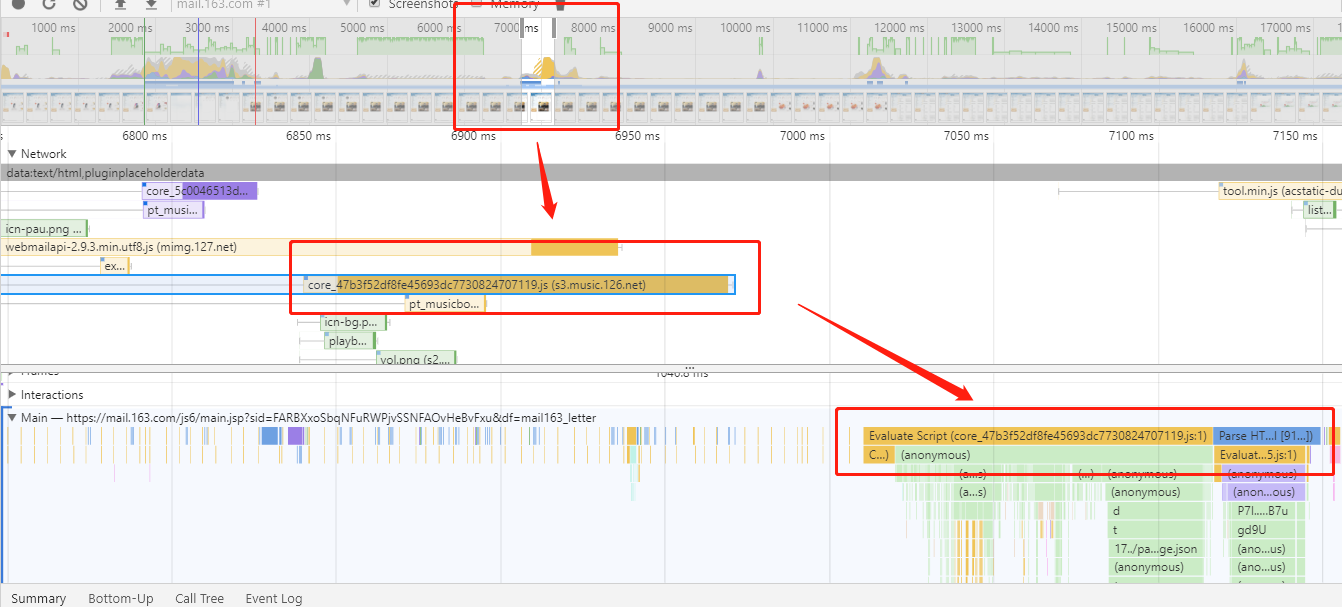 mail.163.com #1 Screenshots Memory
1000 ms 2000 ms 3000 ms 4000 ms 5000 ms 6000 ms 7000 ms 8000 ms 9000 ms 10000 ms 11000 ms 12000 ms 13000 ms 14000 ms 15000 ms 16000 ms 17000 ms
6800 ms 6850 ms 6900 ms 6950 ms 7000 ms 7050 ms 7100 ms 7150 ms
Network
data:text/html,pluginplaceholderdata
core_5c0046513d... tool.min.js (acstatic-du
pt_musi... list...
icn-pau.png ...
webmailapi-2.9.3.min.utf8.js (mimg.127.net)
ex...
core_47b3f52df8fe45693dc7730824707119.js (s3.music.126.net)
pt_musicbo...
icn-bg.p...
playb...
vol.png (s2....
Frames 1040.8 ms
Interactions
Main — https://mail.163.com/js6/main.jsp?sid=FARBXxoSbqNFuRWPjvSSNFAOvHeBvFxu&df=mail163_letter
Evaluate Script (core_47b3f52df8fe45693dc7730824707119.js:1) Parse HT...l [91...])
C...) (anonymous) Evaluat...5.js:1)
(a...s) (...) (anonymous) (anonymous)
(a...s) (anonymous) (anon...ous)
d P7I.....B7u
t gd9U
17../pa...ge.json (ano...us)
(anonymous) (ano...us)
Summary Bottom-Up Call Tree Event Log